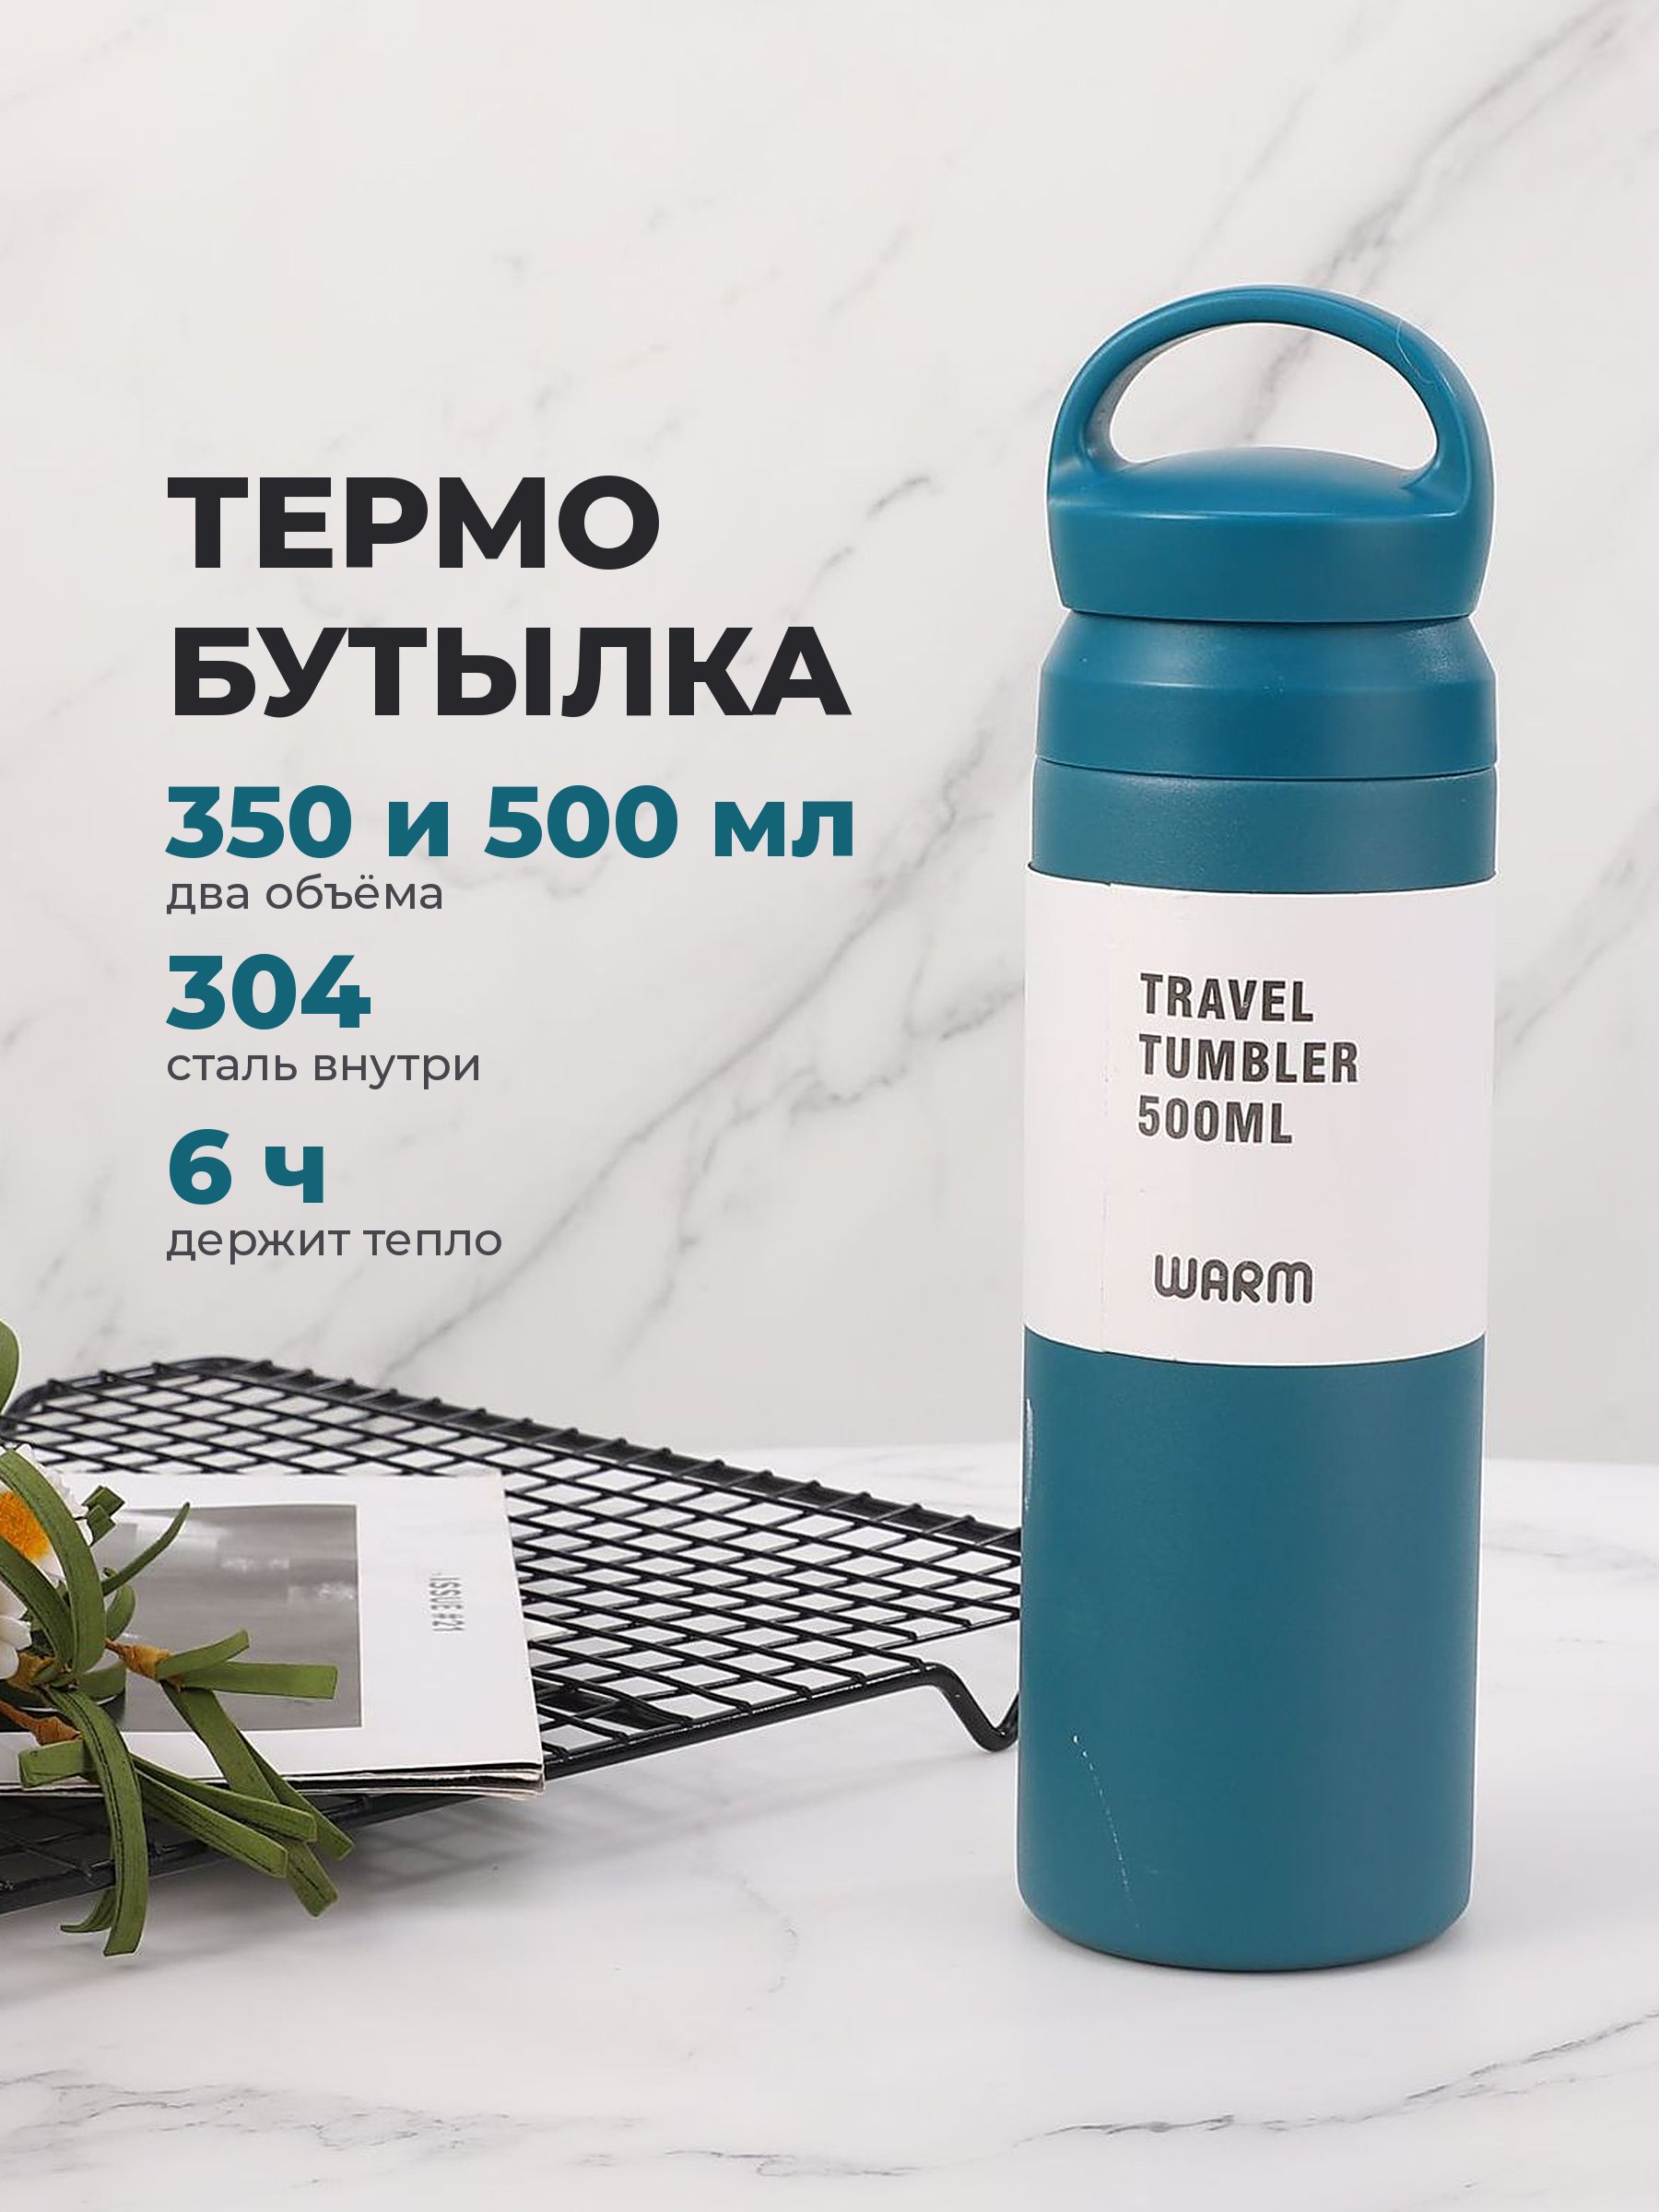 ТЕРМО
БУТЫЛКА
350 и 500 мл
два объёма
304
сталь внутри
6 ч
держит тепло
TRAVEL
TUMBLER
500ML
WARM
ISSUE #21